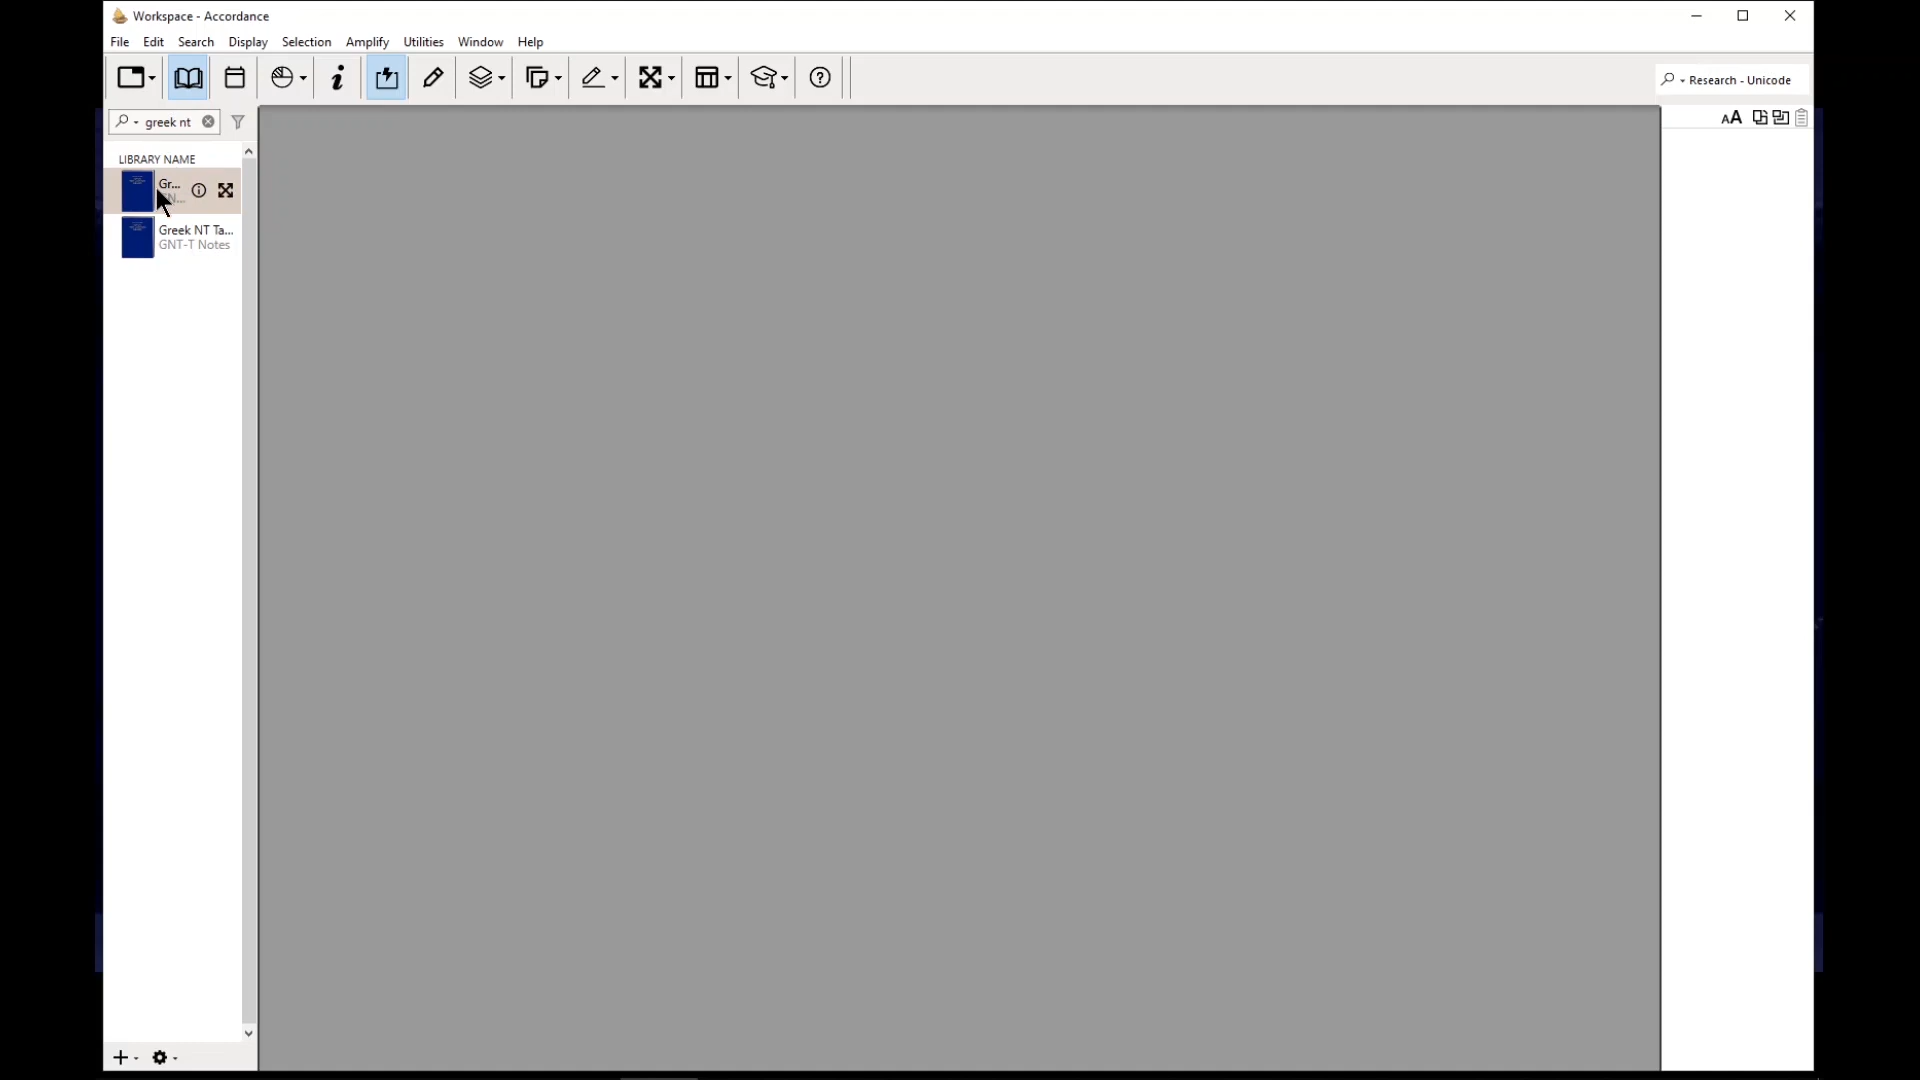 Workspace - Accordance
File Edit Search Display Selection Amplify Utilities Window Help
Research - Unicode
greek nt
AA
LIBRARY NAME
Gr...
Greek NT Ta...
GNT-T Notes